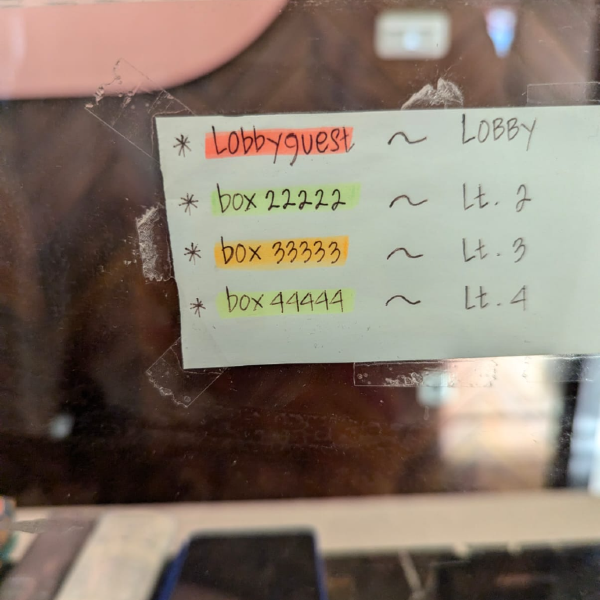 * Lobbyguest ~ LOBBY
* box 22222 ~ Lt. 2
* box 33333 ~ Lt. 3
* box 44444 ~ Lt. 4